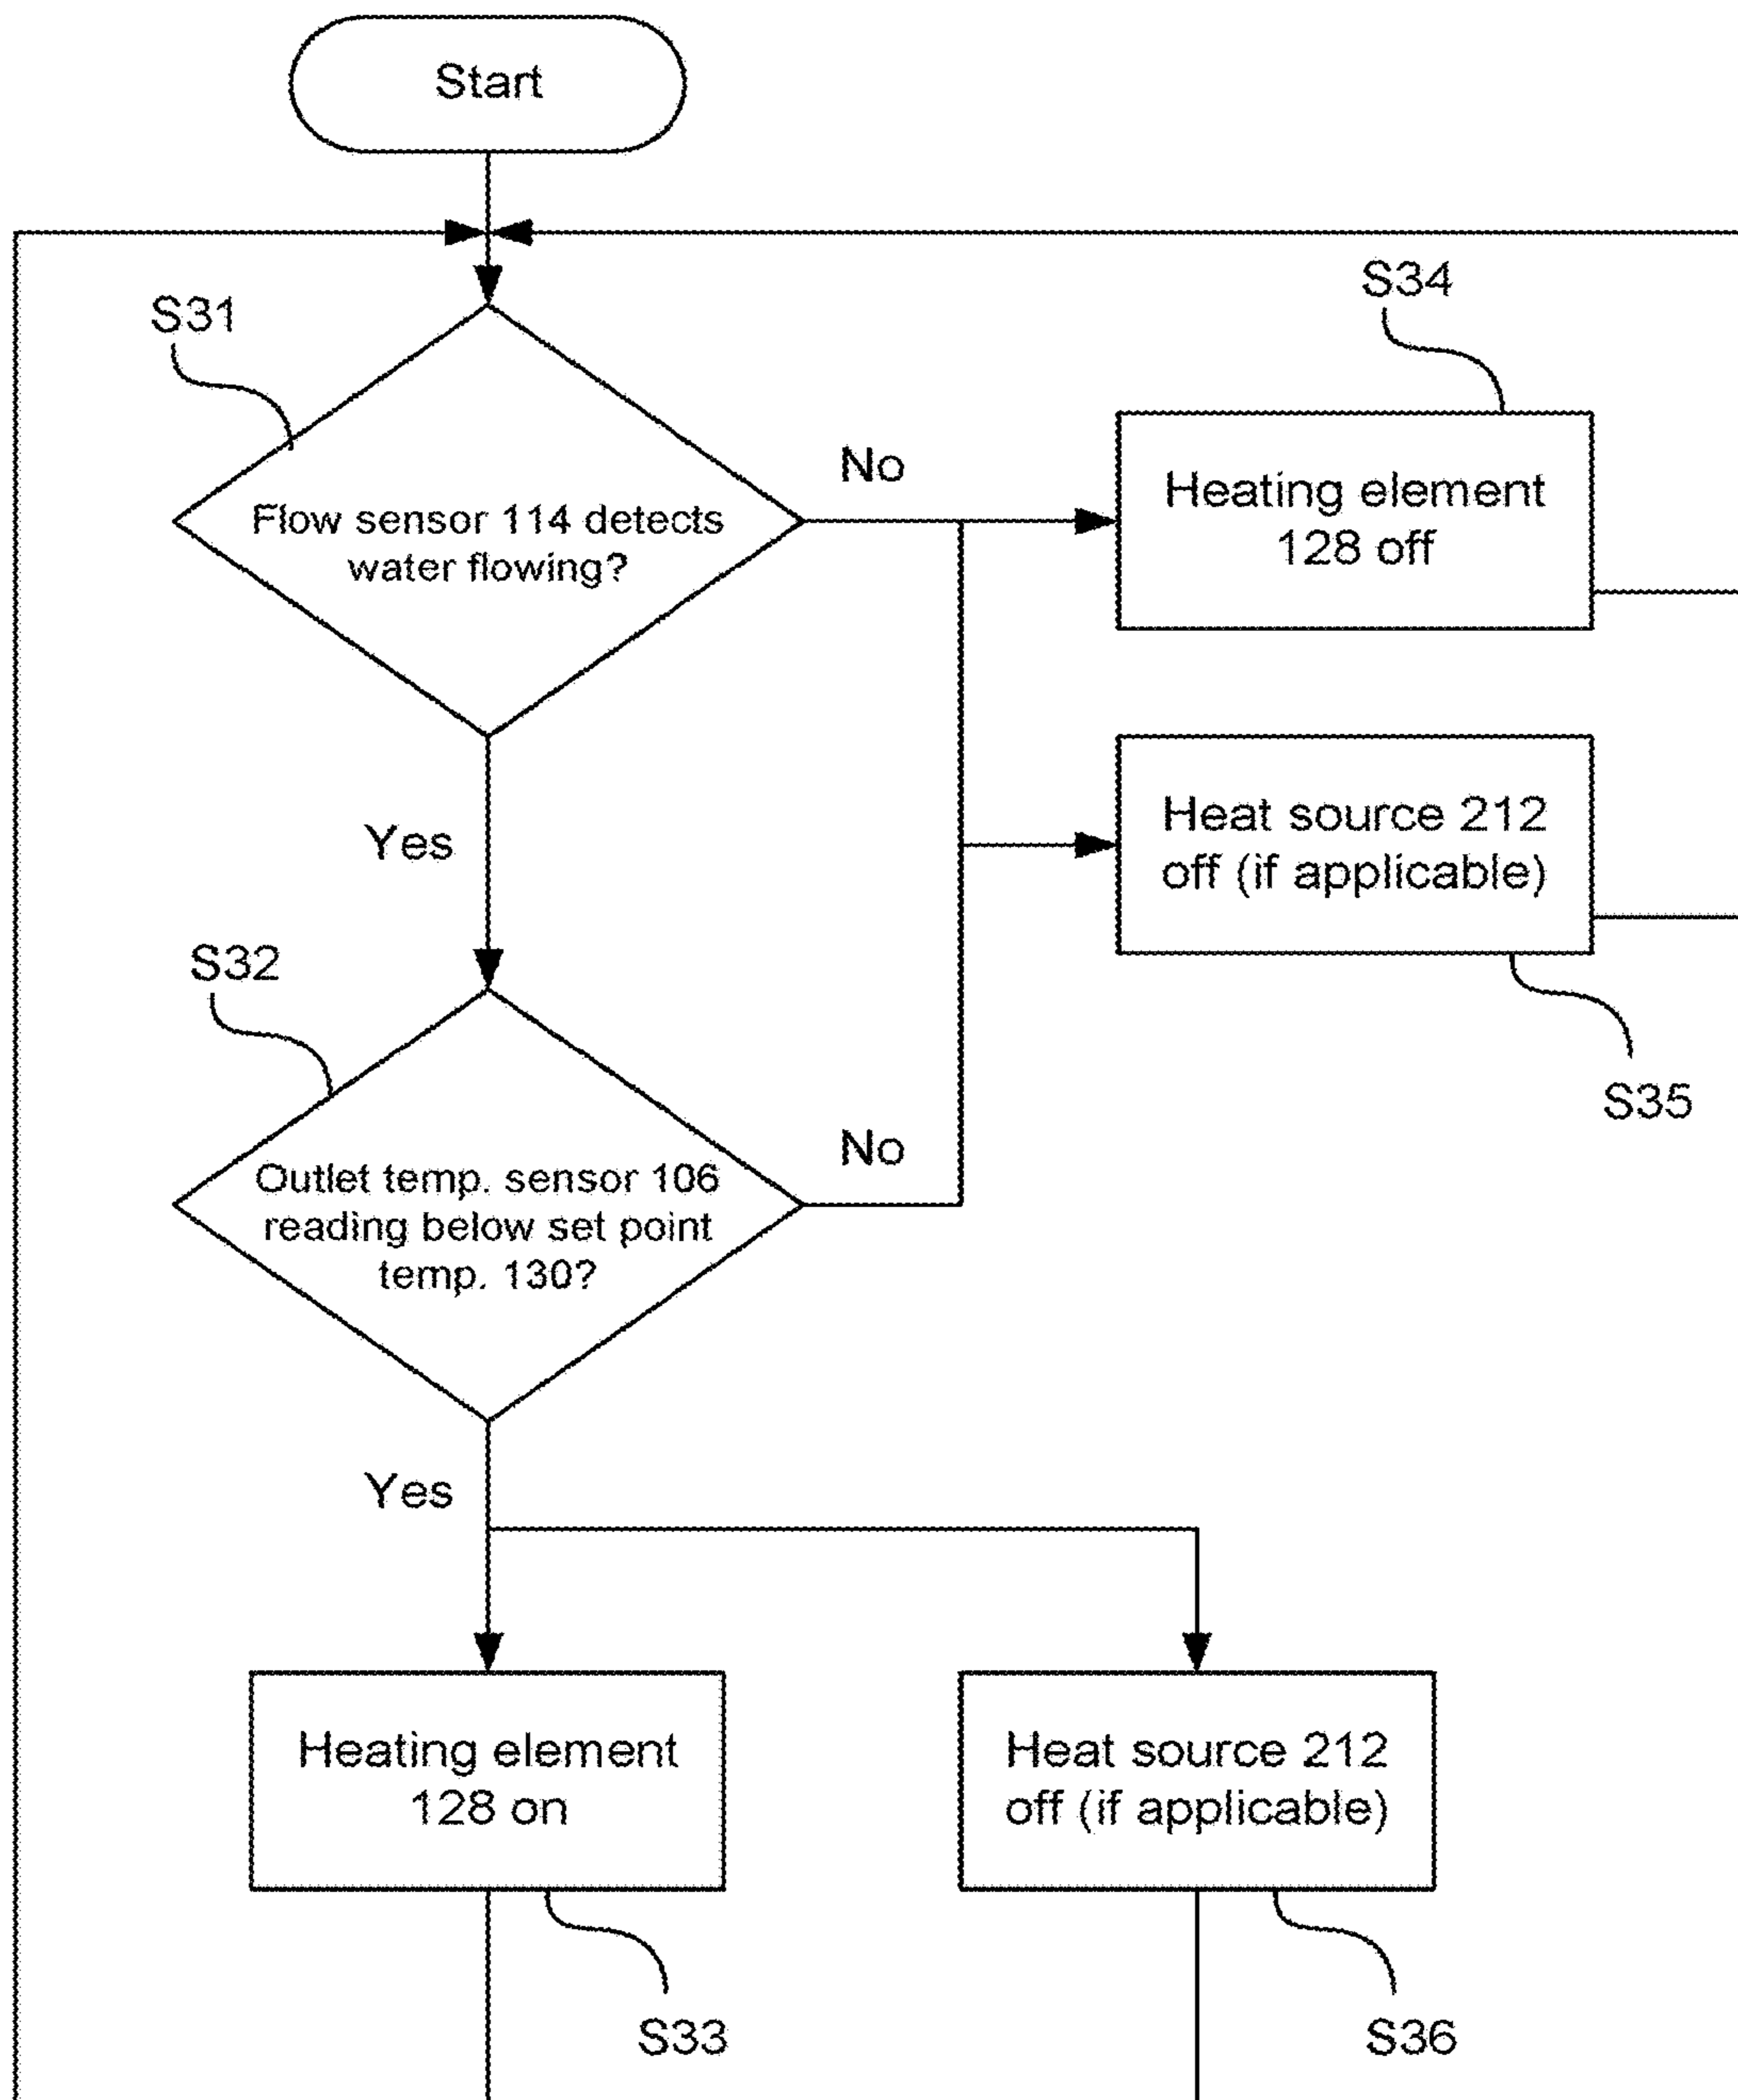 Start
S31
S34
Flow sensor 114 detects
water flowing?
No
Heating element
128 off
Yes
Heat source 212
off (if applicable)
S35
S32
Outlet temp. sensor 106
reading below set point
temp. 130?
No
Yes
Heating element
128 on
Heat source 212
off (if applicable)
S33
S36